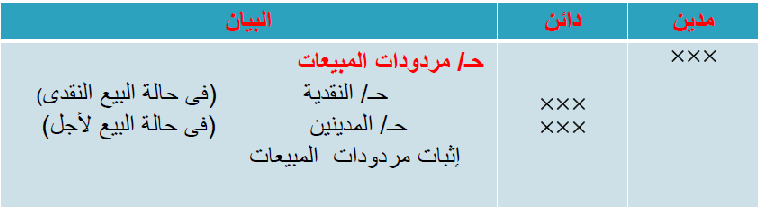 مدين دائن البيان
××× حـ/ مردودات المبيعات
××× حـ/ النقدية (فى حالة البيع النقدى)
××× حـ/ المدينين (فى حالة البيع لأجل)
إثبات مردودات المبيعات